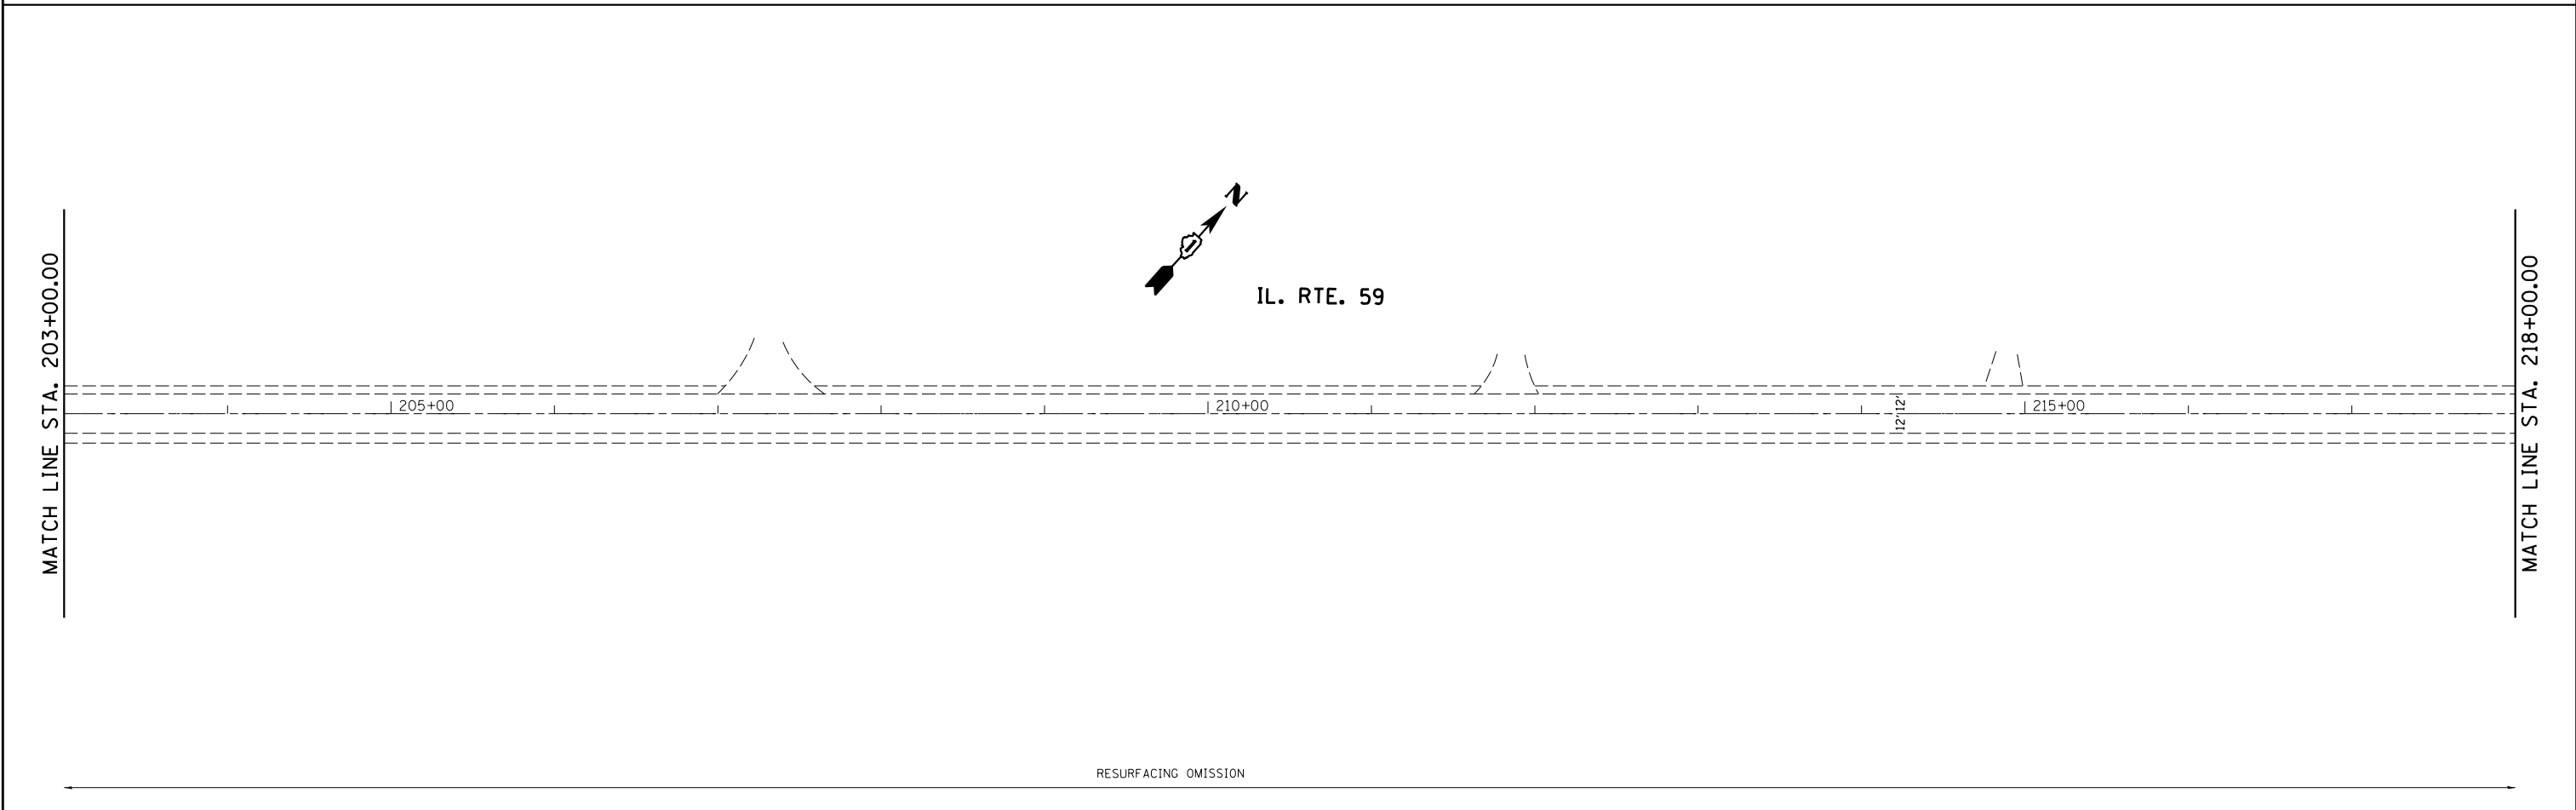 N
IL. RTE. 59
MATCH LINE STA. 203+00.00
MATCH LINE STA. 218+00.00
205+00
210+00
12' 12'
215+00
RESURFACING OMISSION